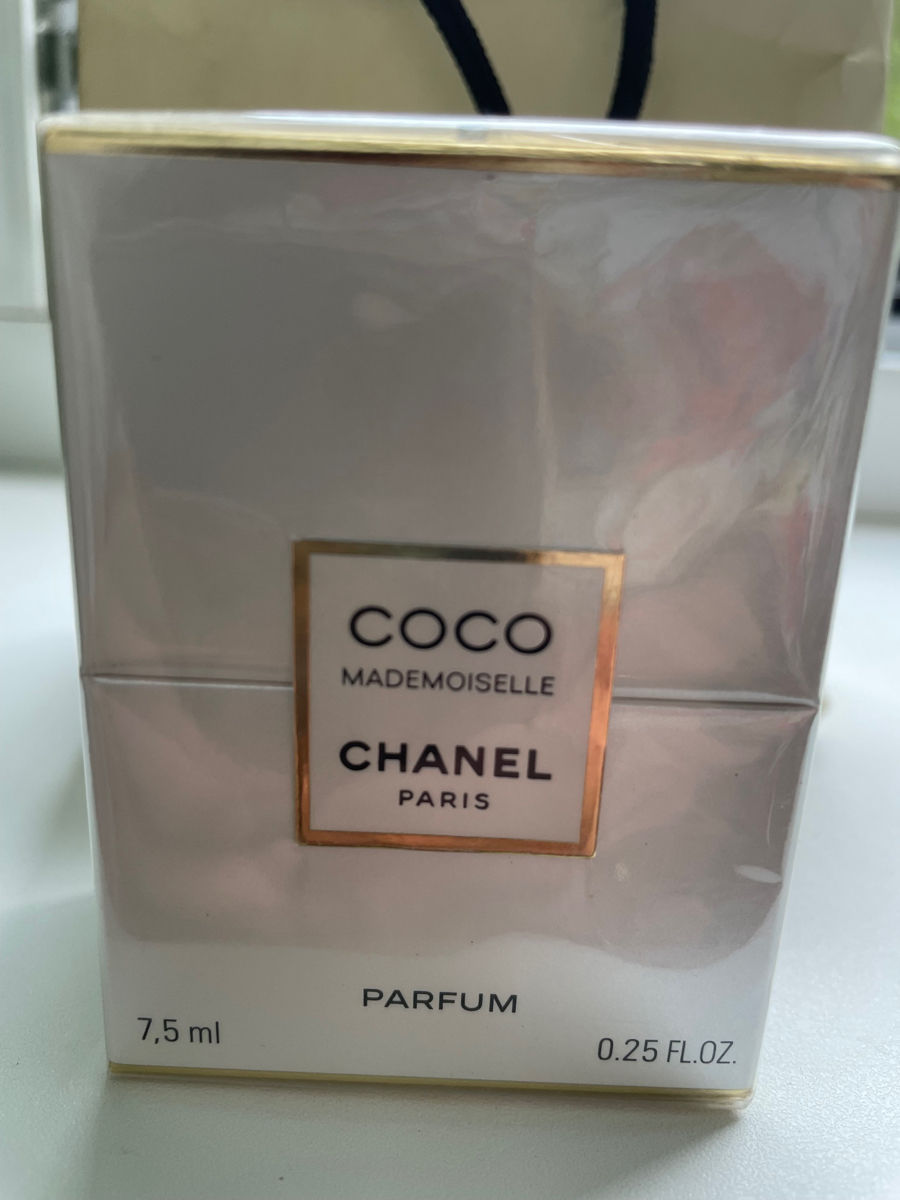 COCO
MADEMOISELLE
CHANEL
PARIS
PARFUM
7,5 ml
0.25 FL.OZ.